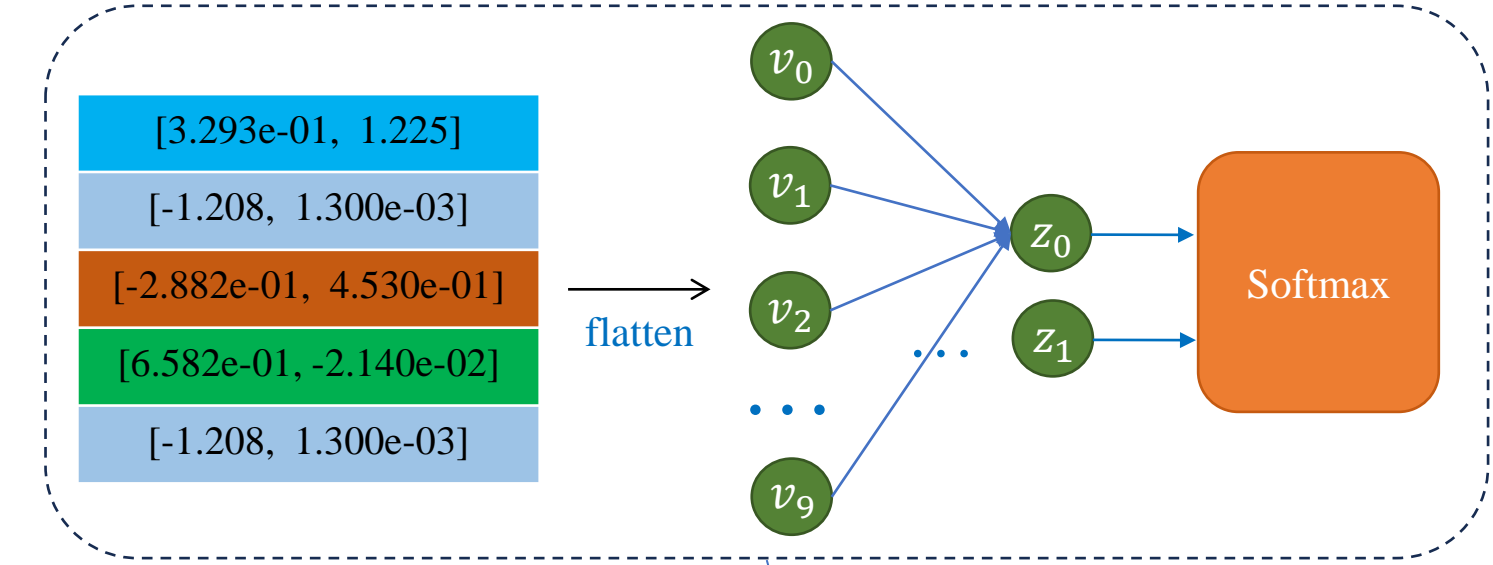 [3.293e-01, 1.225]
[-1.208, 1.300e-03]
[-2.882e-01, 4.530e-01]
[6.582e-01, -2.140e-02]
[-1.208, 1.300e-03]
flatten
v₀
v₁
v₂
...
v₉
...
z₀
z₁
Softmax